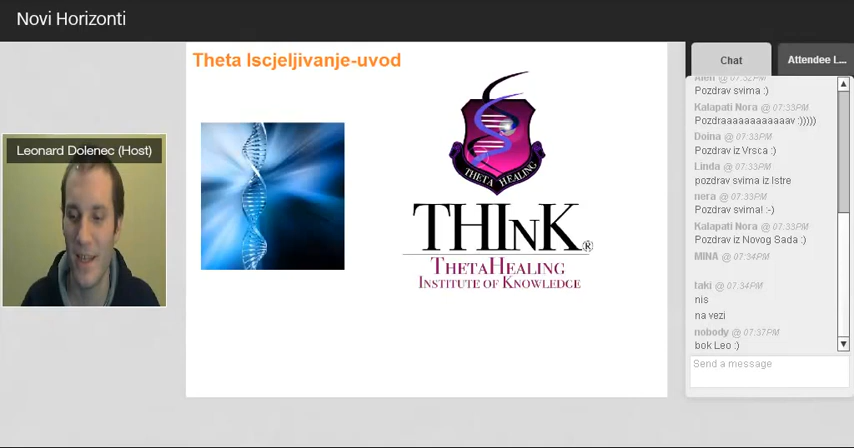 Novi Horizonti
Leonard Dolenec (Host)
Theta Iscjeljivanje-uvod
THETA HEALING
THInK®
ThetaHealing
Institute of Knowledge
Chat
Attendee L...
@ 07:32PM
Pozdrav svima :)
Kalapati Nora @ 07:33PM
Pozdraaaaaaaaaaaav :)))))
Doina @ 07:33PM
Pozdrav iz Vrsca :)
Linda @ 07:33PM
pozdrav svima iz Istre
nera @ 07:33PM
Pozdrav svima! :-)
Kalapati Nora @ 07:33PM
Pozdrav iz Novog Sada :)
MINA @ 07:34PM
taki @ 07:34PM
nis
na vezi
nobody @ 07:37PM
bok Leo :)
Send a message